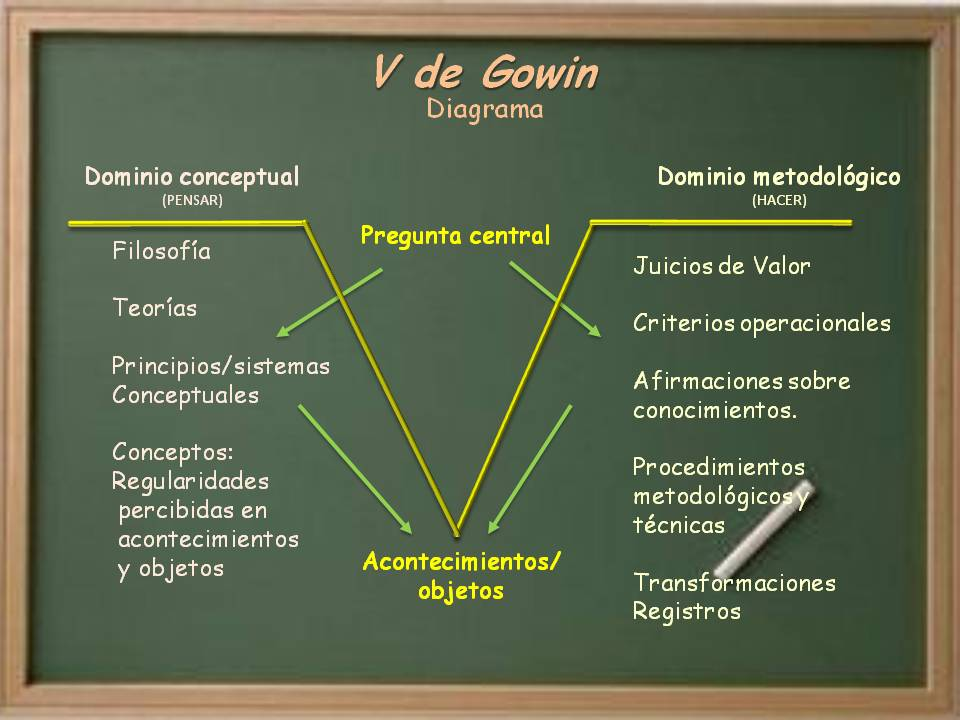 V de Gowin
Diagrama
Dominio conceptual
(PENSAR)
Filosofía
Teorías
Principios/sistemas
Conceptuales
Conceptos:
Regularidades
percibidas en
acontecimientos
y objetos
Pregunta central
Acontecimientos/
objetos
Dominio metodológico
(HACER)
Juicios de Valor
Criterios operacionales
Afirmaciones sobre
conocimientos.
Procedimientos
metodológicos y
técnicas
Transformaciones
Registros